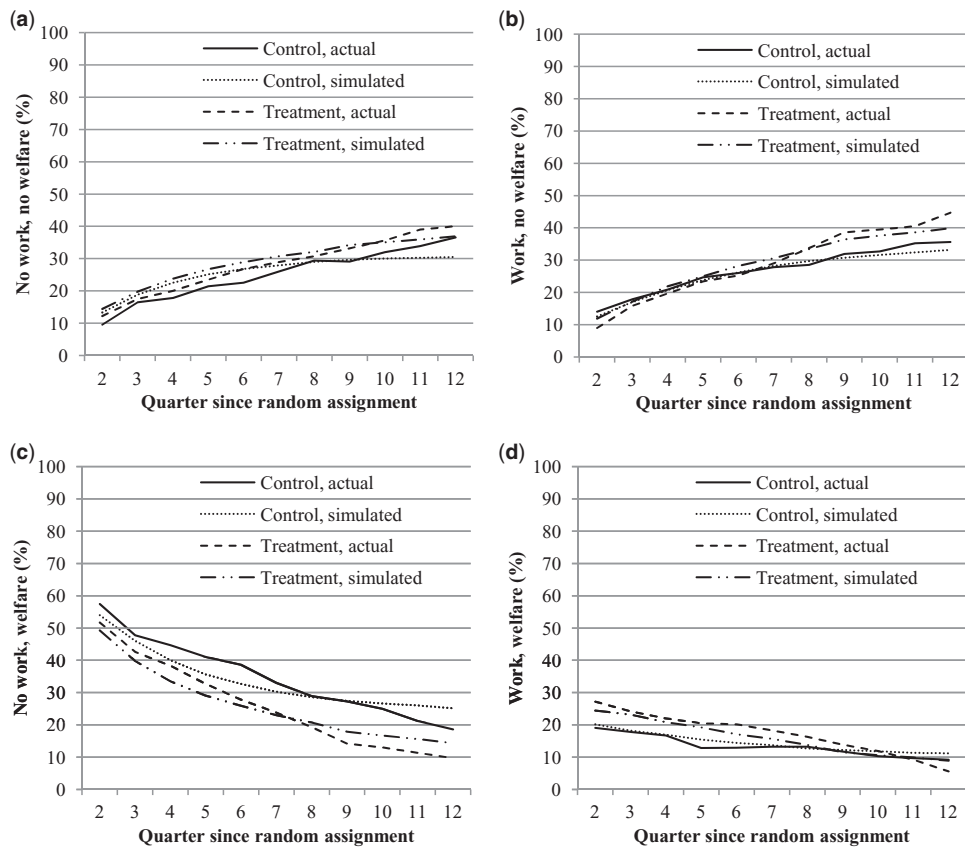 (a)
No work, no welfare (%)
100
90
80
70
60
50
40
30
20
10
0
Control, actual
Control, simulated
Treatment, actual
Treatment, simulated
2 3 4 5 6 7 8 9 10 11 12
Quarter since random assignment
(b)
Work, no welfare (%)
100
90
80
70
60
50
40
30
20
10
0
Control, actual
Control, simulated
Treatment, actual
Treatment, simulated
2 3 4 5 6 7 8 9 10 11 12
Quarter since random assignment
(c)
No work, welfare (%)
100
90
80
70
60
50
40
30
20
10
0
Control, actual
Control, simulated
Treatment, actual
Treatment, simulated
2 3 4 5 6 7 8 9 10 11 12
Quarter since random assignment
(d)
Work, welfare (%)
100
90
80
70
60
50
40
30
20
10
0
Control, actual
Control, simulated
Treatment, actual
Treatment, simulated
2 3 4 5 6 7 8 9 10 11 12
Quarter since random assignment